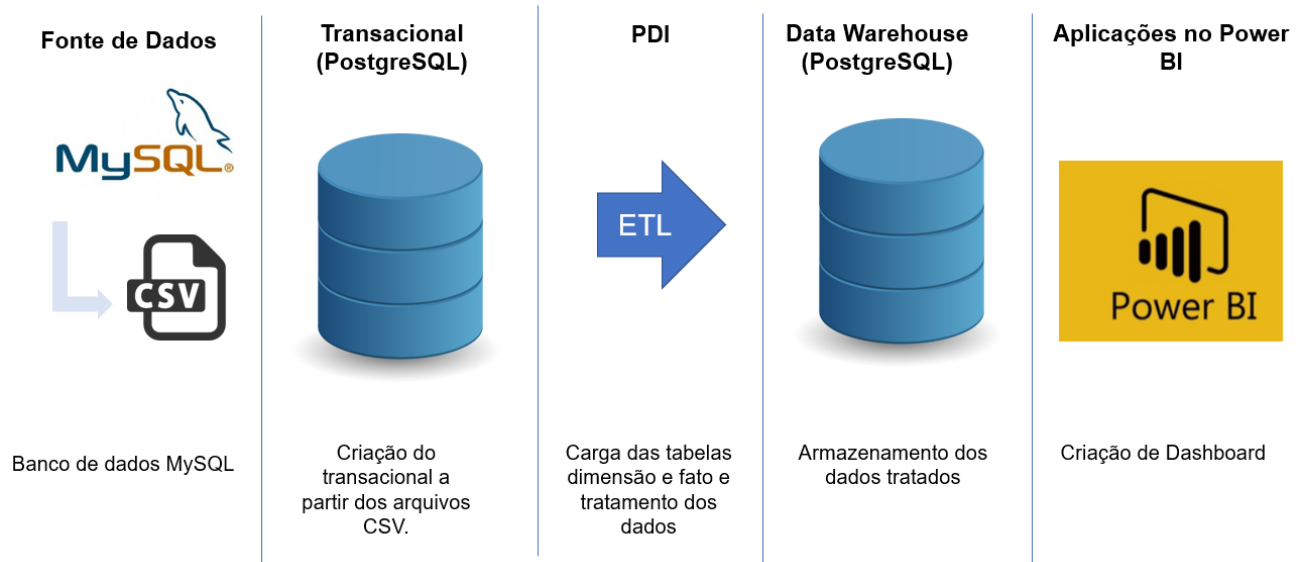 Fonte de Dados
MySQL®
CSV
Banco de dados MySQL
Transacional
(PostgreSQL)
Criação do
transacional a
partir dos arquivos
CSV.
PDI
ETL
Carga das tabelas
dimensão e fato e
tratamento dos
dados
Data Warehouse
(PostgreSQL)
Armazenamento dos
dados tratados
Aplicações no Power
BI
Power BI
Criação de Dashboard